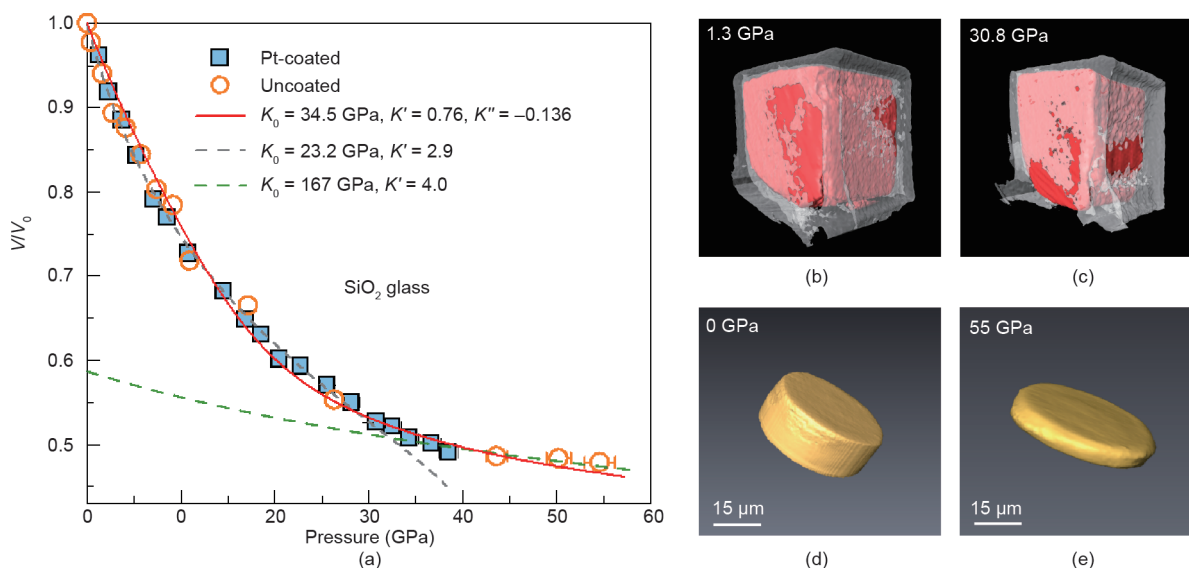 1.0
0.9
0.8
0.7
0.6
0.5
V/V₀
Pt-coated
Uncoated
K₀ = 34.5 GPa, K′ = 0.76, K″ = –0.136
K₀ = 23.2 GPa, K′ = 2.9
K₀ = 167 GPa, K′ = 4.0
SiO₂ glass
0 0 20 30 40 50 60
Pressure (GPa)
(a)
1.3 GPa
(b)
30.8 GPa
(c)
0 GPa
15 µm
(d)
55 GPa
15 µm
(e)